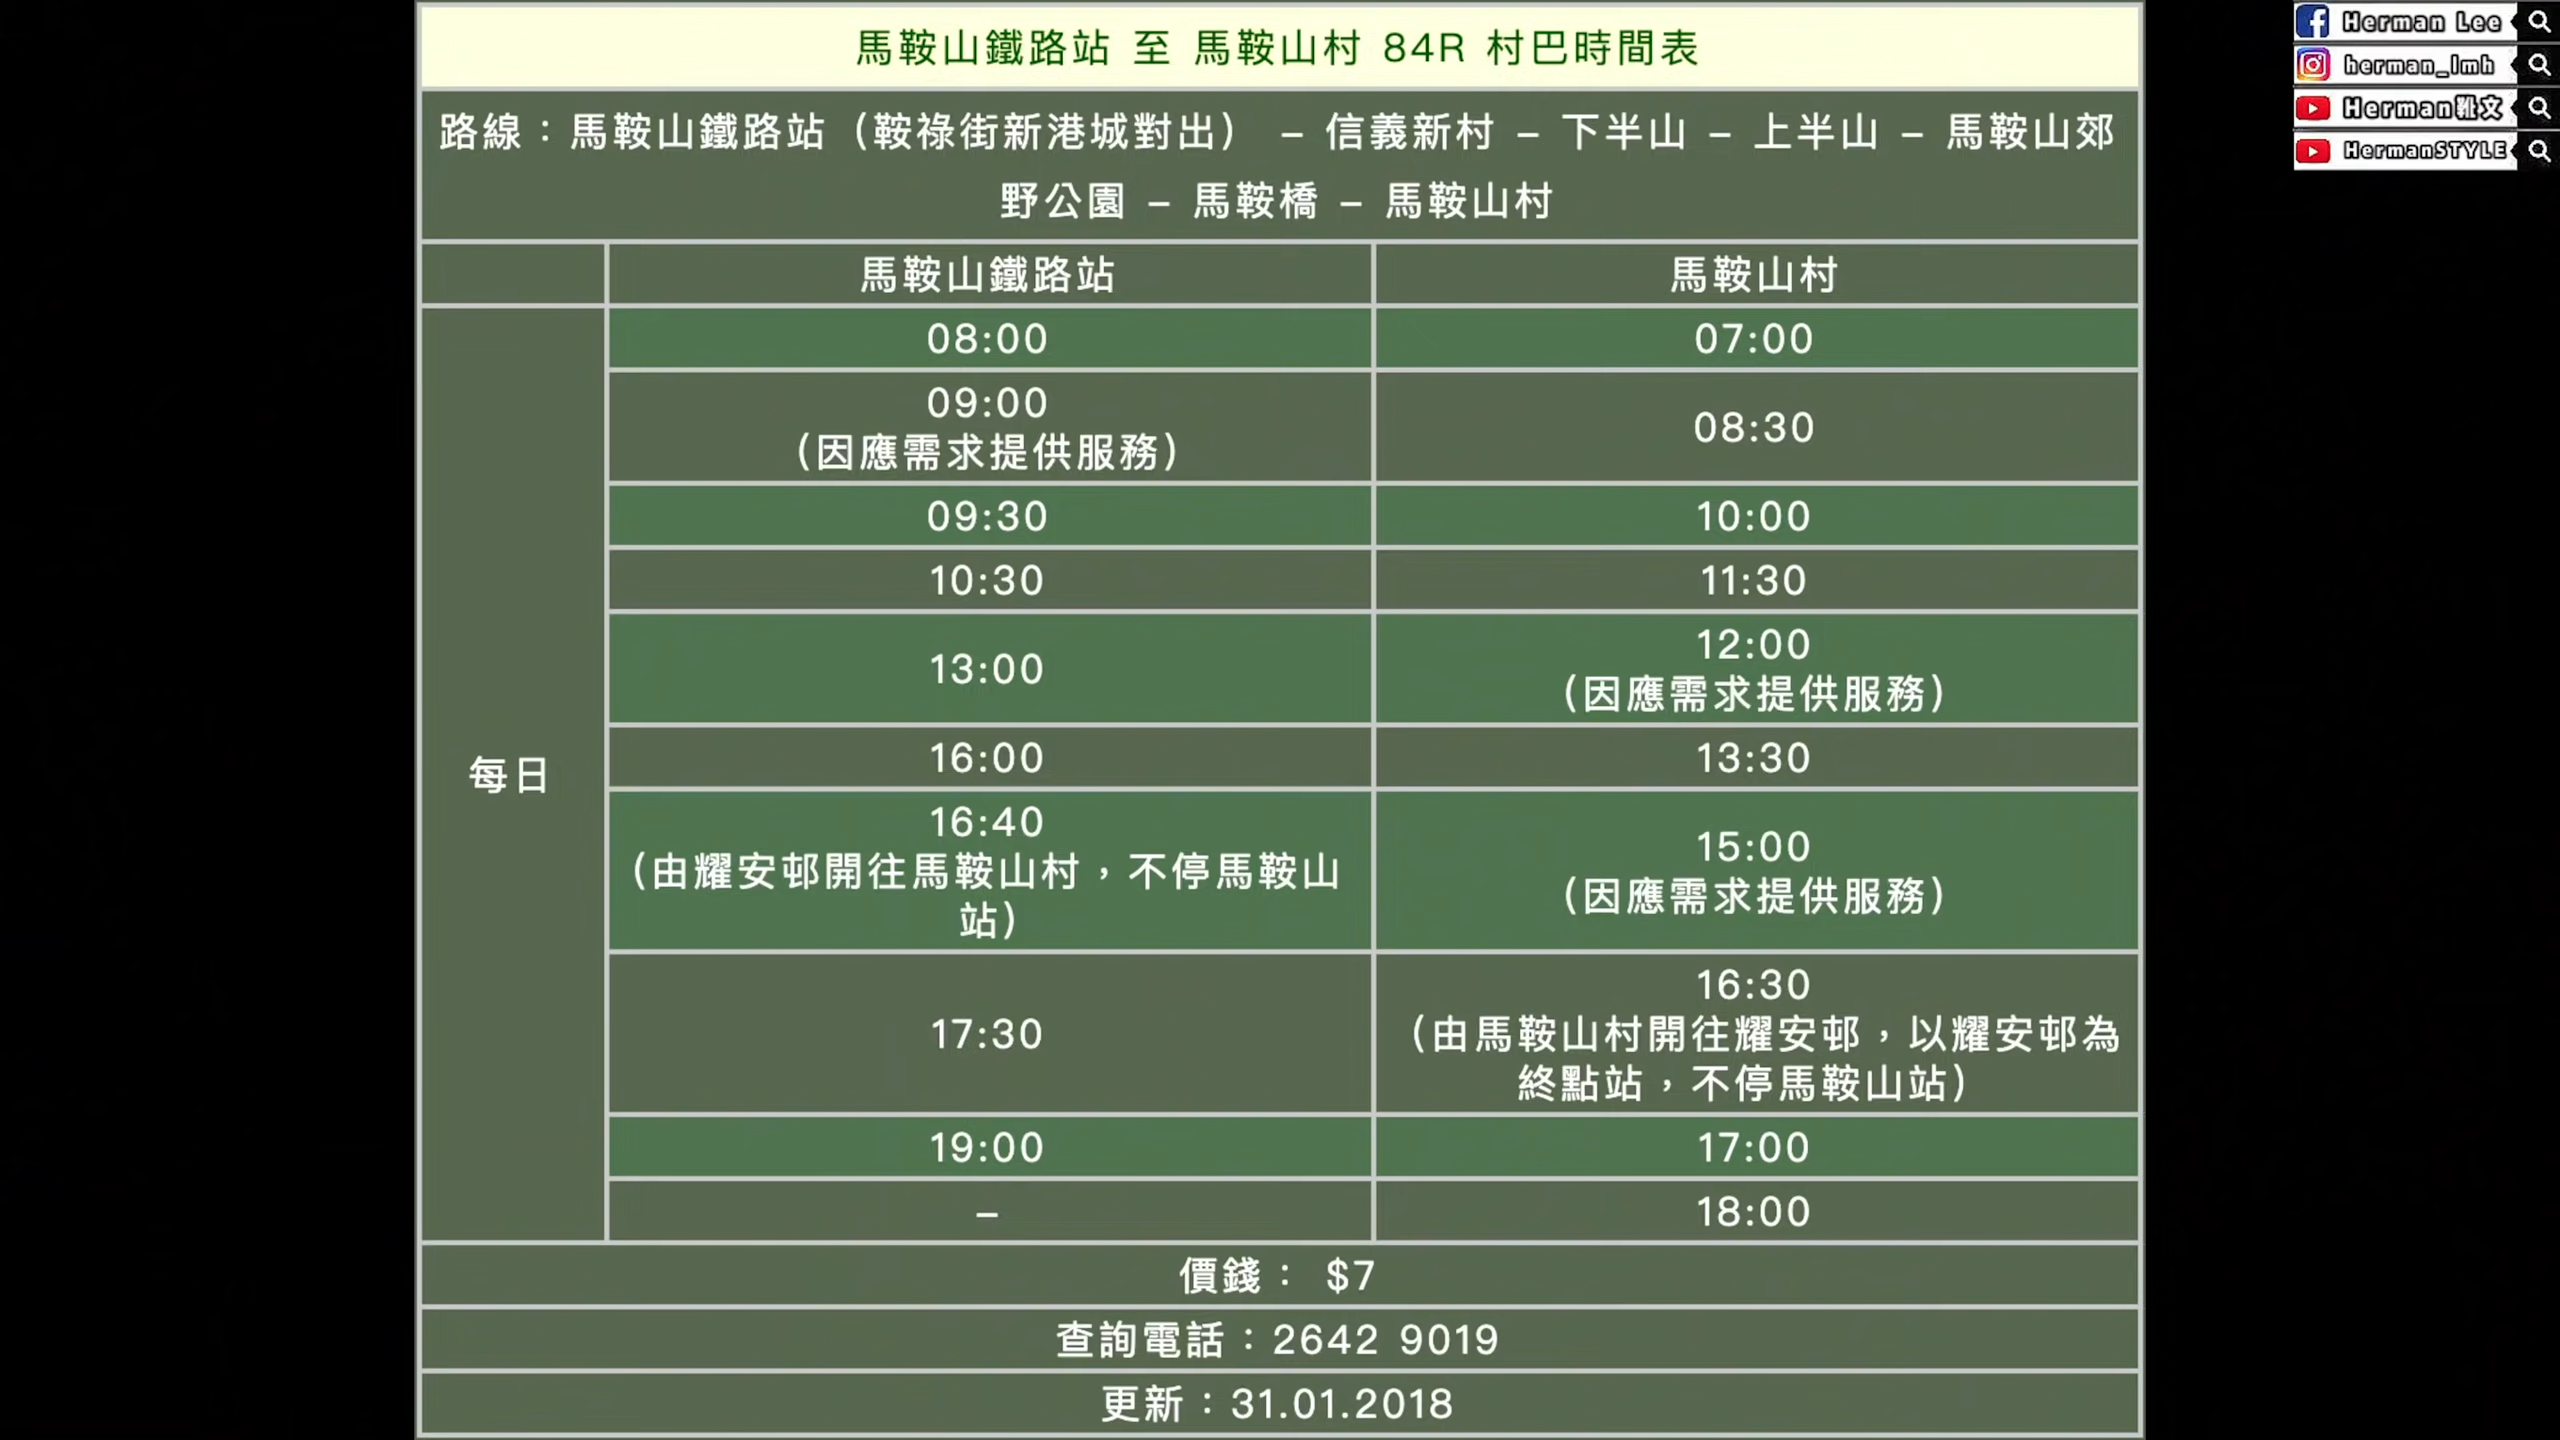 馬鞍山鐵路站 至 馬鞍山村 84R 村巴時間表
路線：馬鞍山鐵路站（鞍祿街新港城對出） – 信義新村 – 下半山 – 上半山 – 馬鞍山郊
野公園 – 馬鞍橋 – 馬鞍山村
馬鞍山鐵路站
馬鞍山村
每日
08:00
07:00
09:00
(因應需求提供服務)
08:30
09:30
10:00
10:30
11:30
13:00
12:00
(因應需求提供服務)
16:00
13:30
16:40
(由耀安邨開往馬鞍山村，不停馬鞍山
站)
15:00
(因應需求提供服務)
17:30
16:30
(由馬鞍山村開往耀安邨，以耀安邨為
終點站，不停馬鞍山站)
19:00
17:00
–
18:00
價錢： $7
查詢電話：2642 9019
更新：31.01.2018
Herman Lee
herman_lmh
Herman靴文
HermanSTYLE